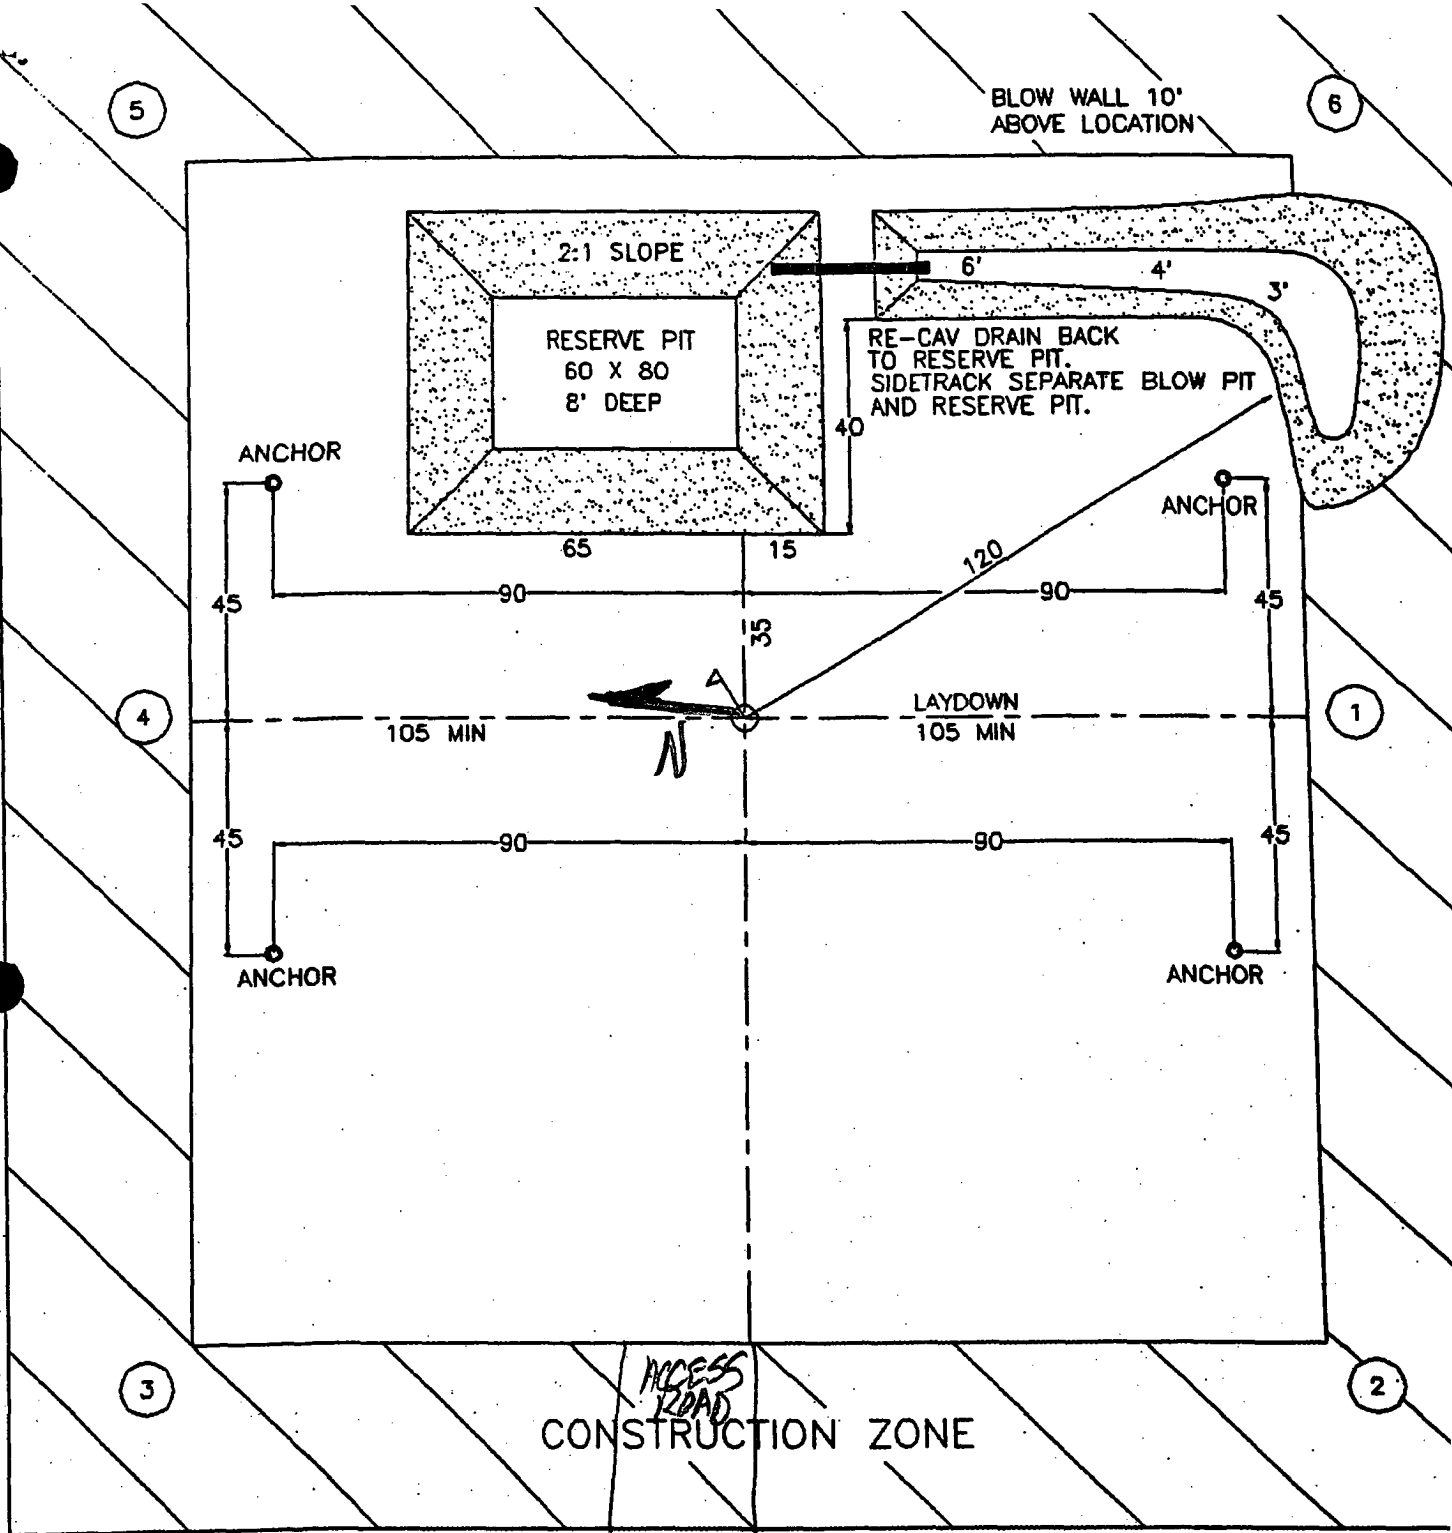 5
6
BLOW WALL 10'
ABOVE LOCATION
2:1 SLOPE
6'
4'
3'
RESERVE PIT
60 X 80
8' DEEP
RE-CAV DRAIN BACK
TO RESERVE PIT.
SIDETRACK SEPARATE BLOW PIT
AND RESERVE PIT.
40
ANCHOR
ANCHOR
65
15
120
90
90
45
45
35
4
LAYDOWN
1
105 MIN
105 MIN
N
45
90
90
45
ANCHOR
ANCHOR
3
ACCESS
ROAD
2
CONSTRUCTION ZONE